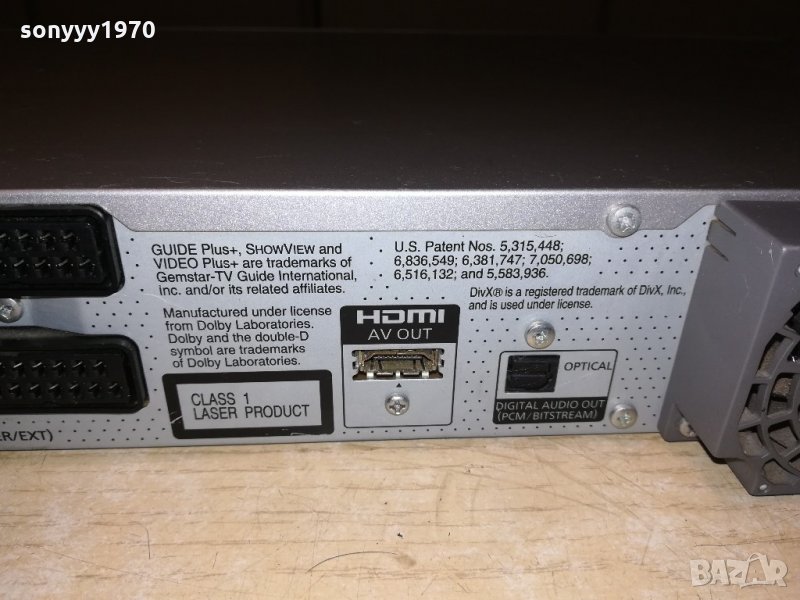 sonyyy1970
GUIDE Plus+, SHOWVIEW and
VIDEO Plus+ are trademarks of
Gemstar-TV Guide International,
inc. and/or its related affiliates.
Manufactured under license
from Dolby Laboratories.
Dolby and the double-D
symbol are trademarks
of Dolby Laboratories.
CLASS 1
LASER PRODUCT
U.S. Patent Nos. 5,315,448;
6,836,549; 6,381,747; 7,050,698;
6,516,132; and 5,583,936.
DivX® is a registered trademark of DivX, Inc.,
and is used under license.
HDMI
AV OUT
OPTICAL
DIGITAL AUDIO OUT
(PCM/BITSTREAM)
R/EXT)
BAZAR